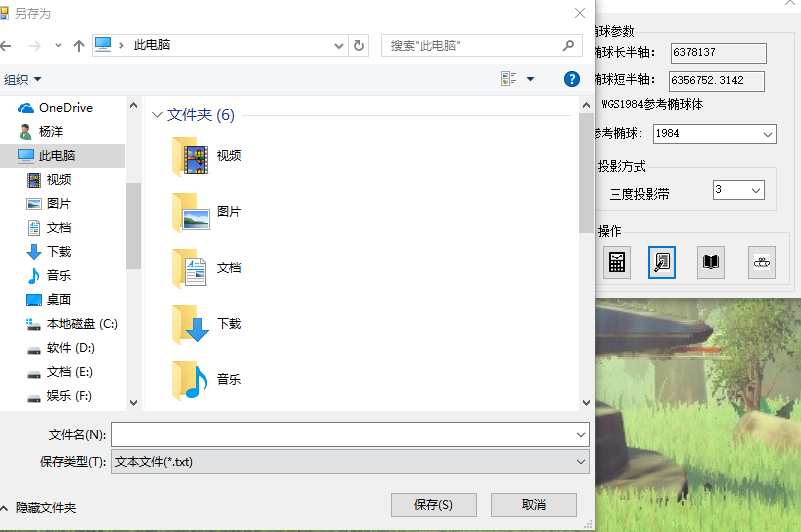 另存为
此电脑
搜索"此电脑"
组织
OneDrive
杨洋
此电脑
视频
图片
文档
下载
音乐
桌面
本地磁盘 (C:)
软件 (D:)
文档 (E:)
娱乐 (F:)
文件夹 (6)
视频
图片
文档
下载
音乐
文件名(N):
保存类型(T):
文本文件(*.txt)
隐藏文件夹
保存(S)
取消
椭球参数
椭球长半轴:
6378137
椭球短半轴:
6356752.3142
WGS1984参考椭球体
参考椭球:
1984
投影方式
三度投影带
3
操作